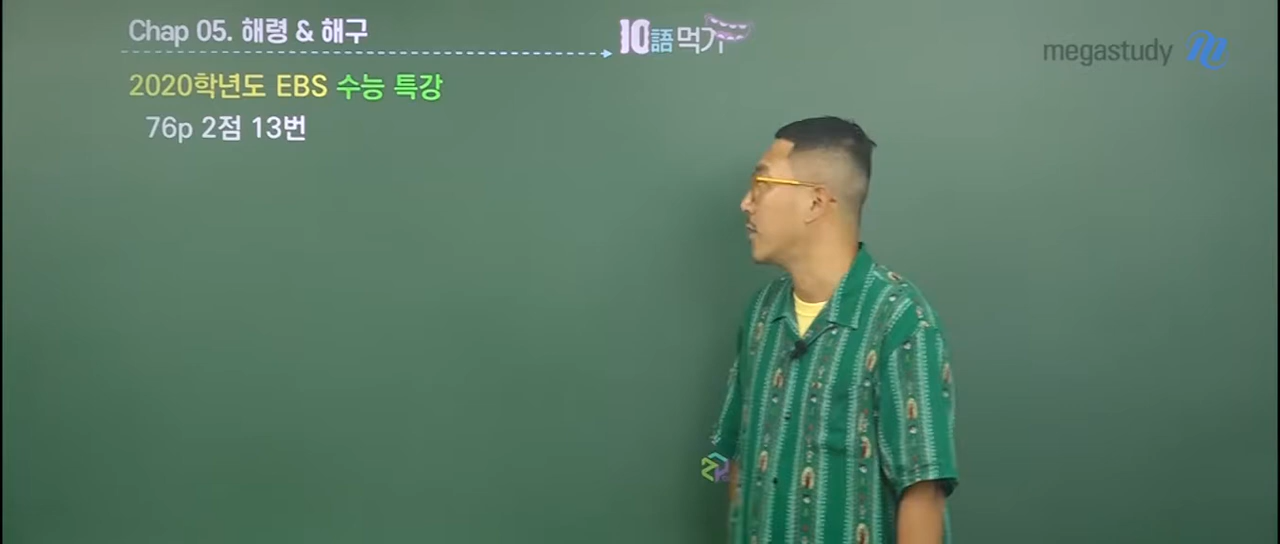 Chap 05. 해령 & 해구
10語먹기
megastudy
2020학년도 EBS 수능 특강
76p 2점 13번